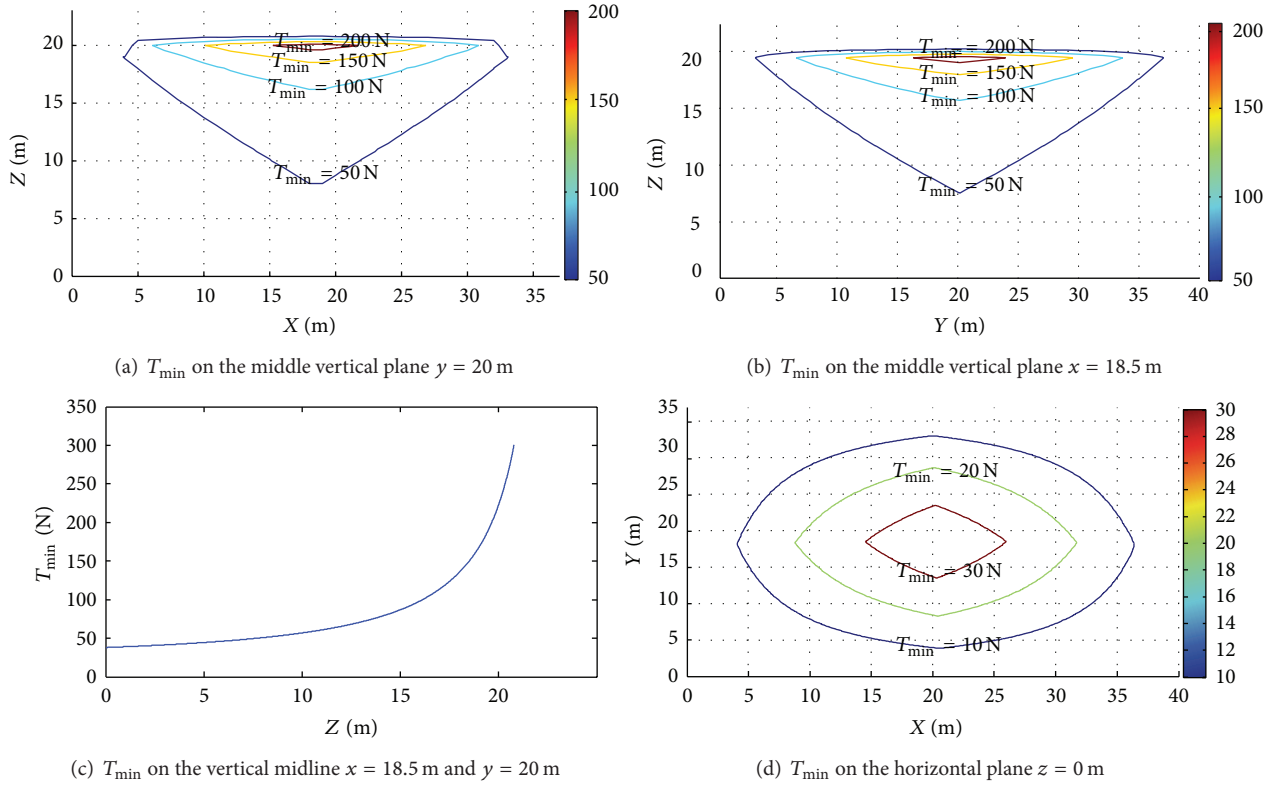 200
150
100
50
20
15
10
5
0
Z (m)
T_min = 200 N
T_min = 150 N
T_min = 100 N
T_min = 50 N
0 5 10 15 20 25 30 35
X (m)
(a) T_min on the middle vertical plane y = 20 m
200
150
100
50
20
15
10
5
0
Z (m)
T_min = 200 N
T_min = 150 N
T_min = 100 N
T_min = 50 N
0 5 10 15 20 25 30 35 40
Y (m)
(b) T_min on the middle vertical plane x = 18.5 m
350
300
250
200
150
100
50
0
T_min (N)
0 5 10 15 20
Z (m)
(c) T_min on the vertical midline x = 18.5 m and y = 20 m
35
30
25
20
15
10
5
0
Y (m)
T_min = 20 N
T_min = 30 N
T_min = 10 N
30
28
26
24
22
20
18
16
14
12
10
0 5 10 15 20 25 30 35 40
X (m)
(d) T_min on the horizontal plane z = 0 m